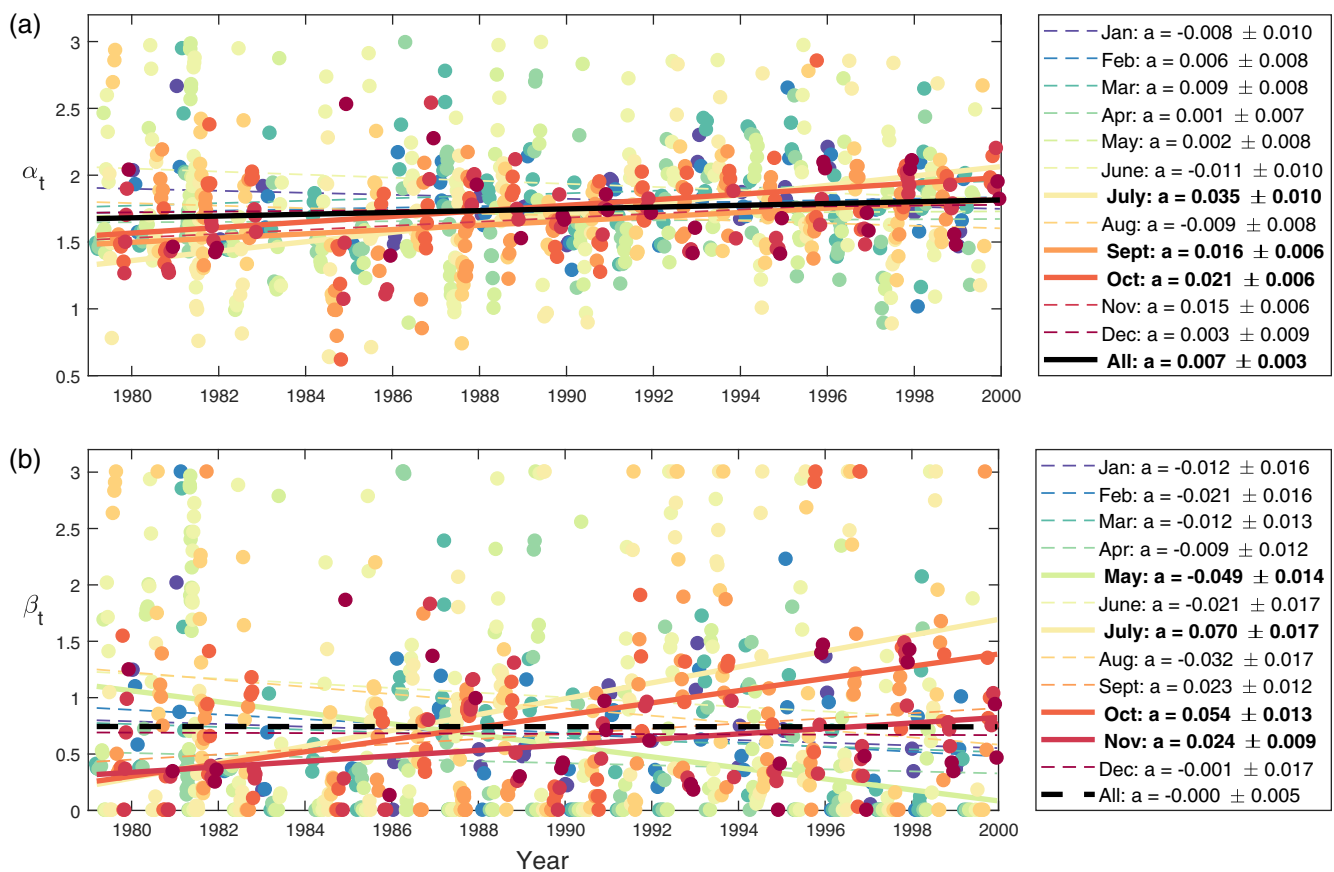 (a)
3
2.5
2
1.5
1
0.5
α_t
1980 1982 1984 1986 1988 1990 1992 1994 1996 1998 2000
Jan: a = -0.008 ± 0.010
Feb: a = 0.006 ± 0.008
Mar: a = 0.009 ± 0.008
Apr: a = 0.001 ± 0.007
May: a = 0.002 ± 0.008
June: a = -0.011 ± 0.010
July: a = 0.035 ± 0.010
Aug: a = -0.009 ± 0.008
Sept: a = 0.016 ± 0.006
Oct: a = 0.021 ± 0.006
Nov: a = 0.015 ± 0.006
Dec: a = 0.003 ± 0.009
All: a = 0.007 ± 0.003
(b)
3
2.5
2
1.5
1
0.5
0
β_t
1980 1982 1984 1986 1988 1990 1992 1994 1996 1998 2000
Year
Jan: a = -0.012 ± 0.016
Feb: a = -0.021 ± 0.016
Mar: a = -0.012 ± 0.013
Apr: a = -0.009 ± 0.012
May: a = -0.049 ± 0.014
June: a = -0.021 ± 0.017
July: a = 0.070 ± 0.017
Aug: a = -0.032 ± 0.017
Sept: a = 0.023 ± 0.012
Oct: a = 0.054 ± 0.013
Nov: a = 0.024 ± 0.009
Dec: a = -0.001 ± 0.017
All: a = -0.000 ± 0.005